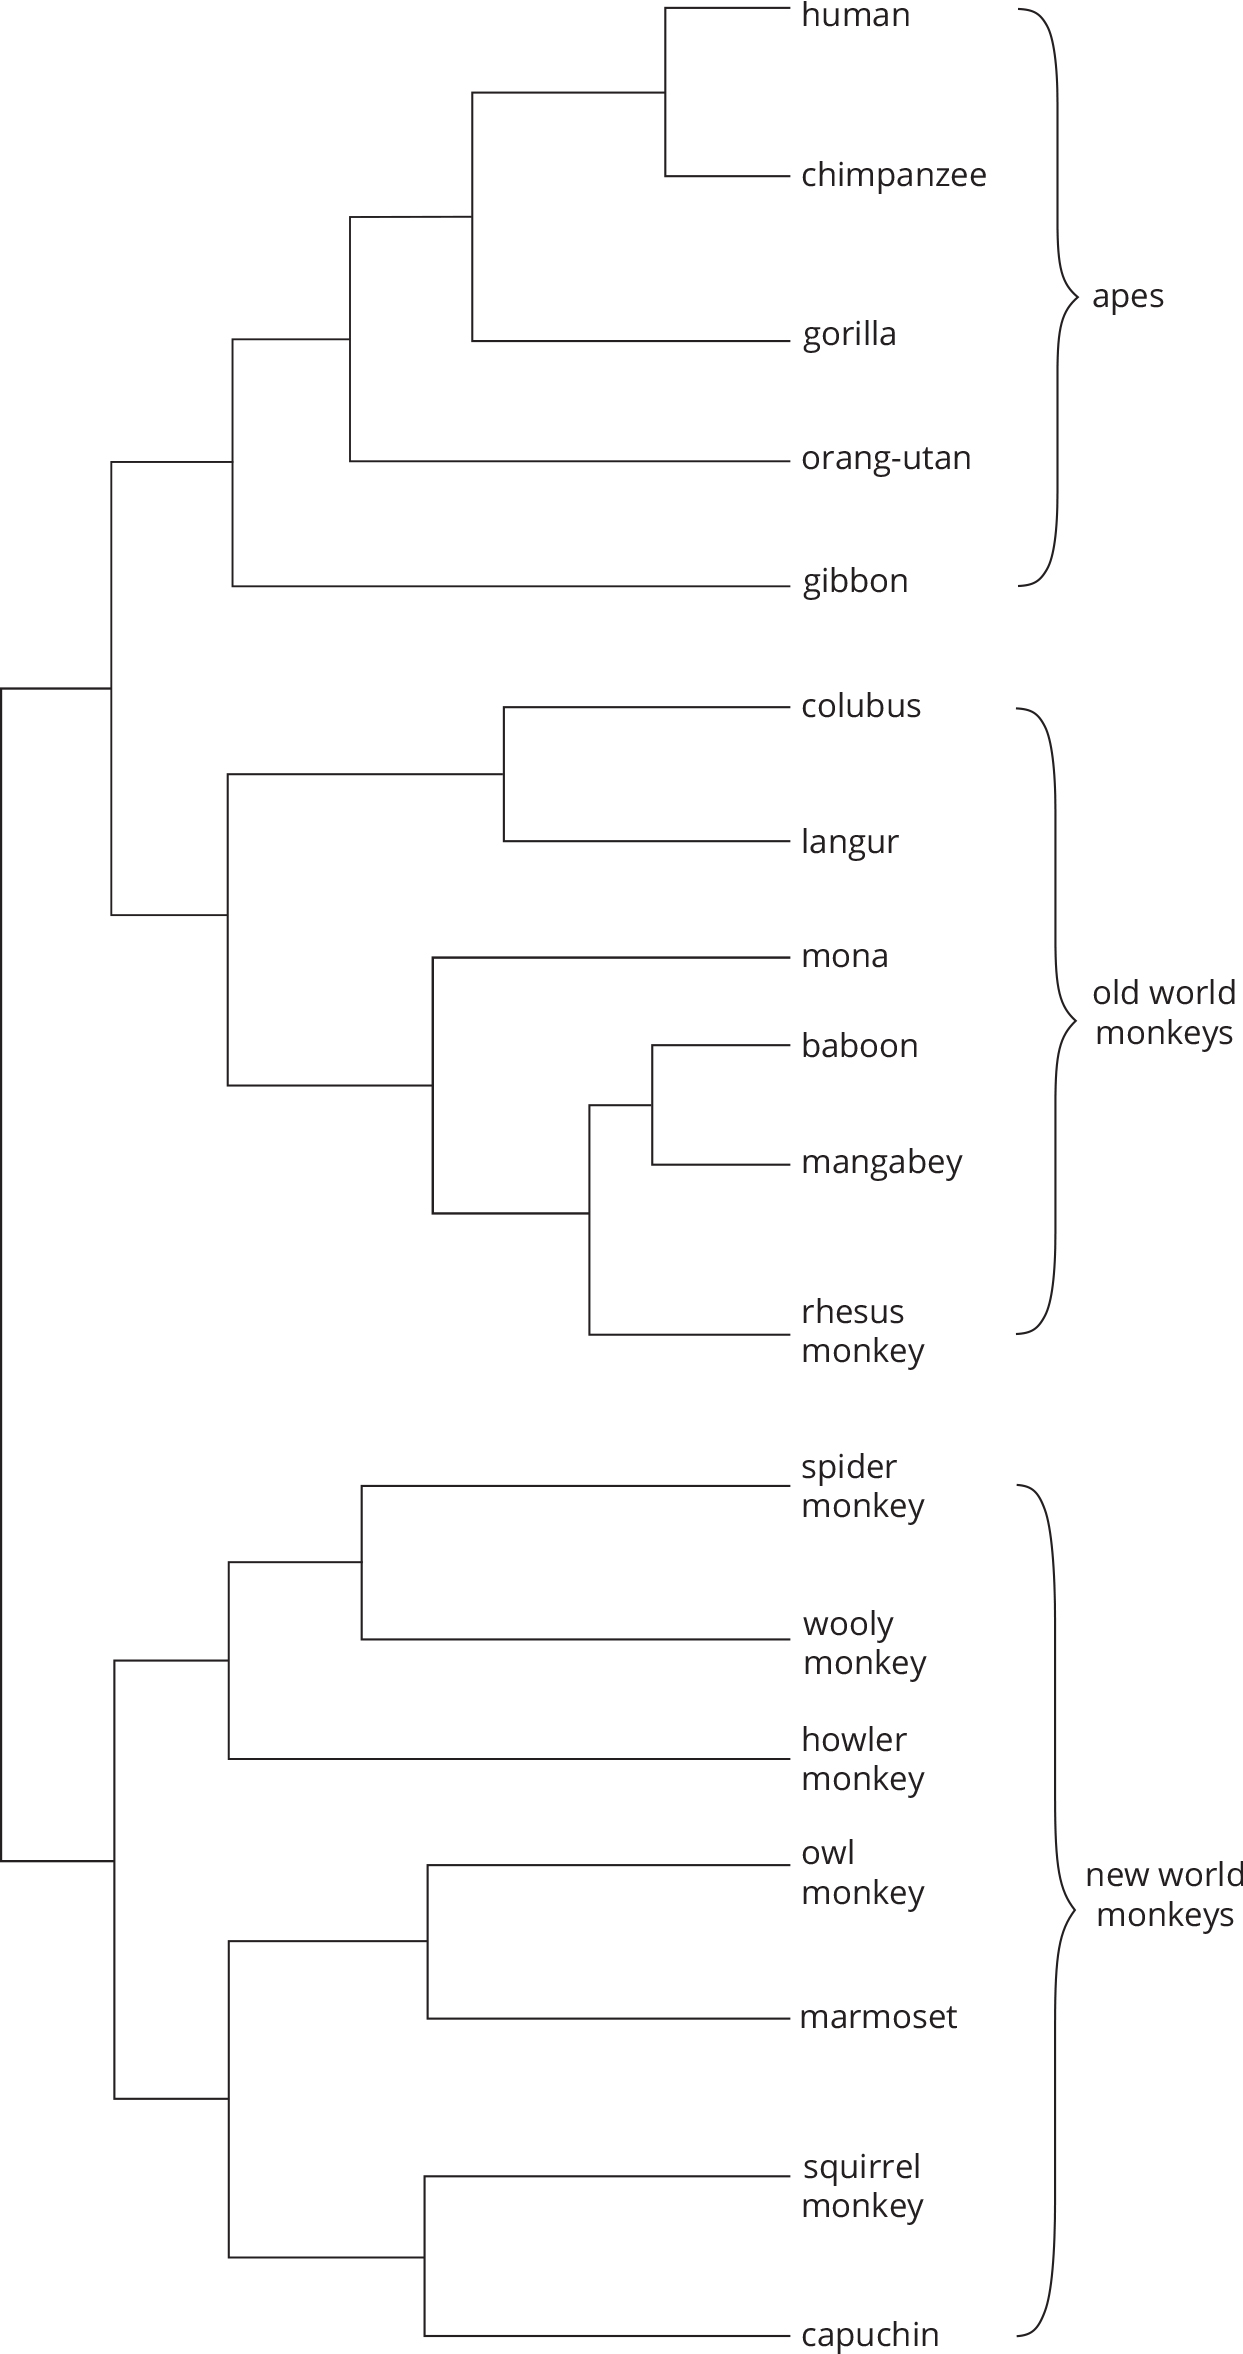 human
chimpanzee
gorilla
orang-utan
gibbon
apes
colubus
langur
mona
baboon
mangabey
rhesus
monkey
old world
monkeys
spider
monkey
wooly
monkey
howler
monkey
owl
monkey
marmoset
squirrel
monkey
capuchin
new world
monkeys